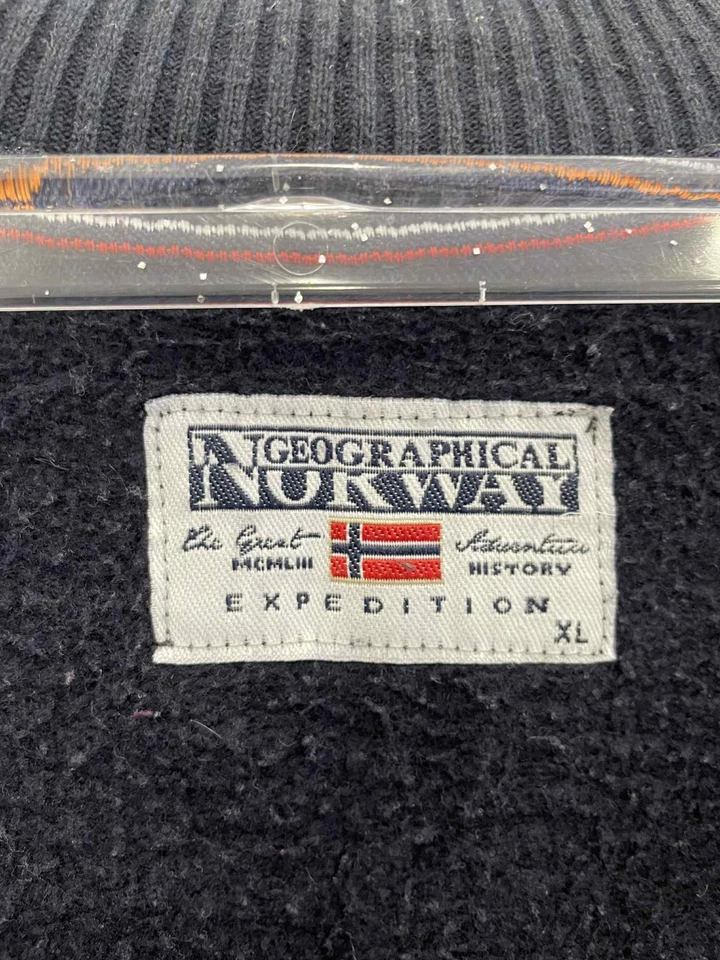 GEOGRAPHICAL
NORWAY
the Great Adventure
MCMLIII HISTORY
EXPEDITION
XL